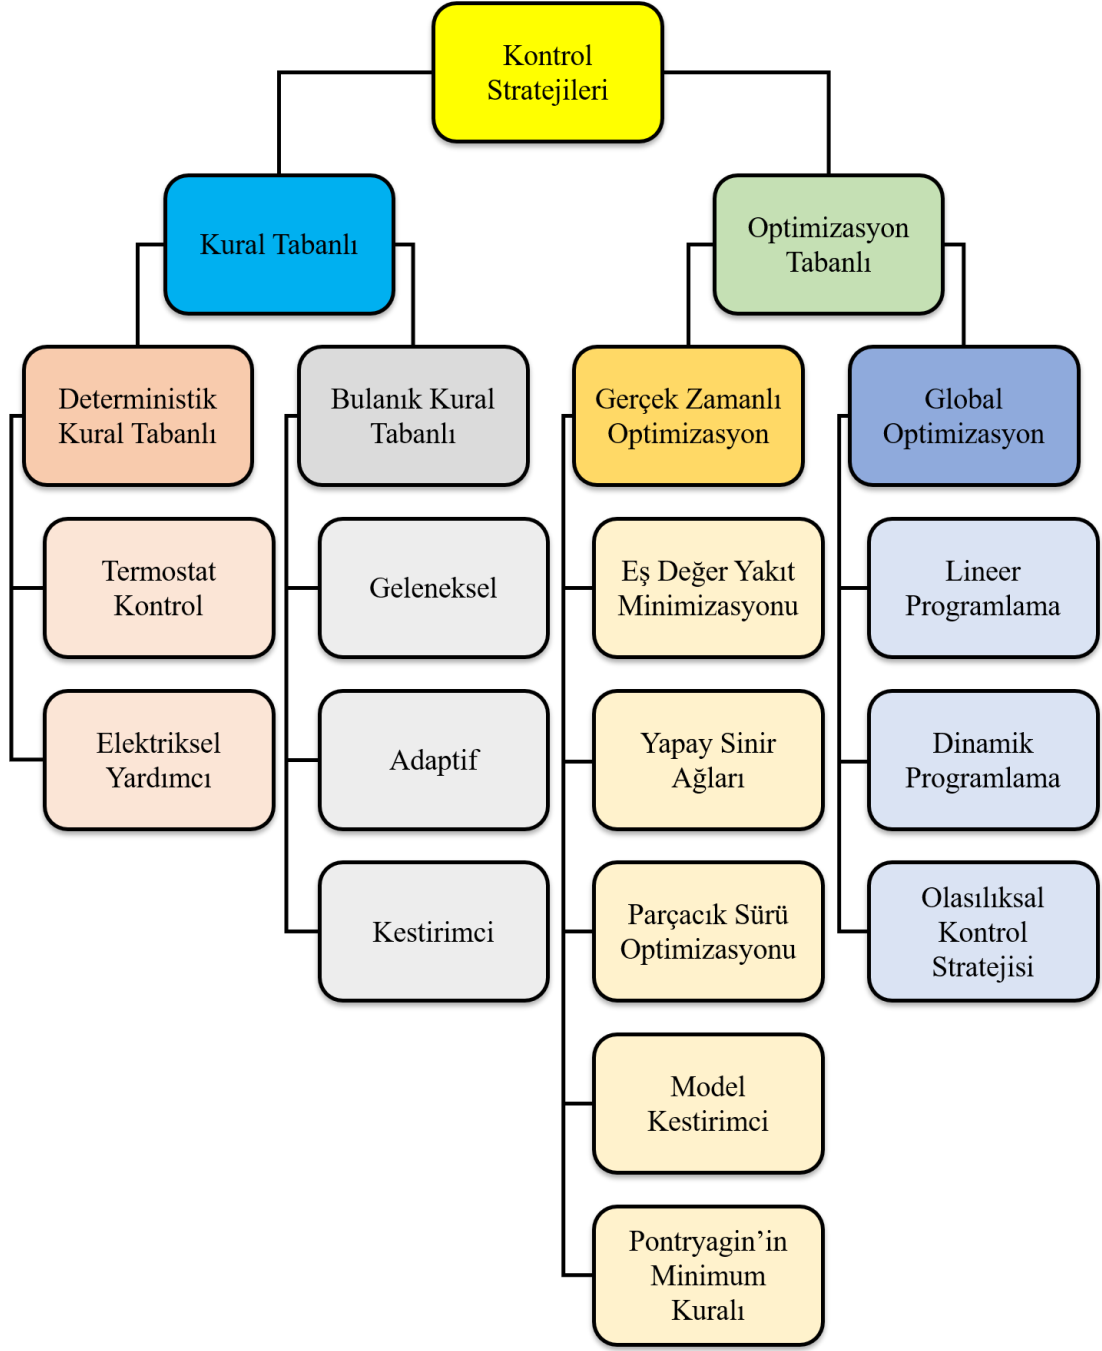 Kontrol
Stratejileri
Kural Tabanlı
Optimizasyon
Tabanlı
Deterministik
Kural Tabanlı
Bulanık Kural
Tabanlı
Gerçek Zamanlı
Optimizasyon
Global
Optimizasyon
Termostat
Kontrol
Elektriksel
Yardımcı
Geleneksel
Adaptif
Kestirimci
Eş Değer Yakıt
Minimizasyonu
Yapay Sinir
Ağları
Parçacık Sürü
Optimizasyonu
Model
Kestirimci
Pontryagin’in
Minimum
Kuralı
Lineer
Programlama
Dinamik
Programlama
Olasılıksal
Kontrol
Stratejisi